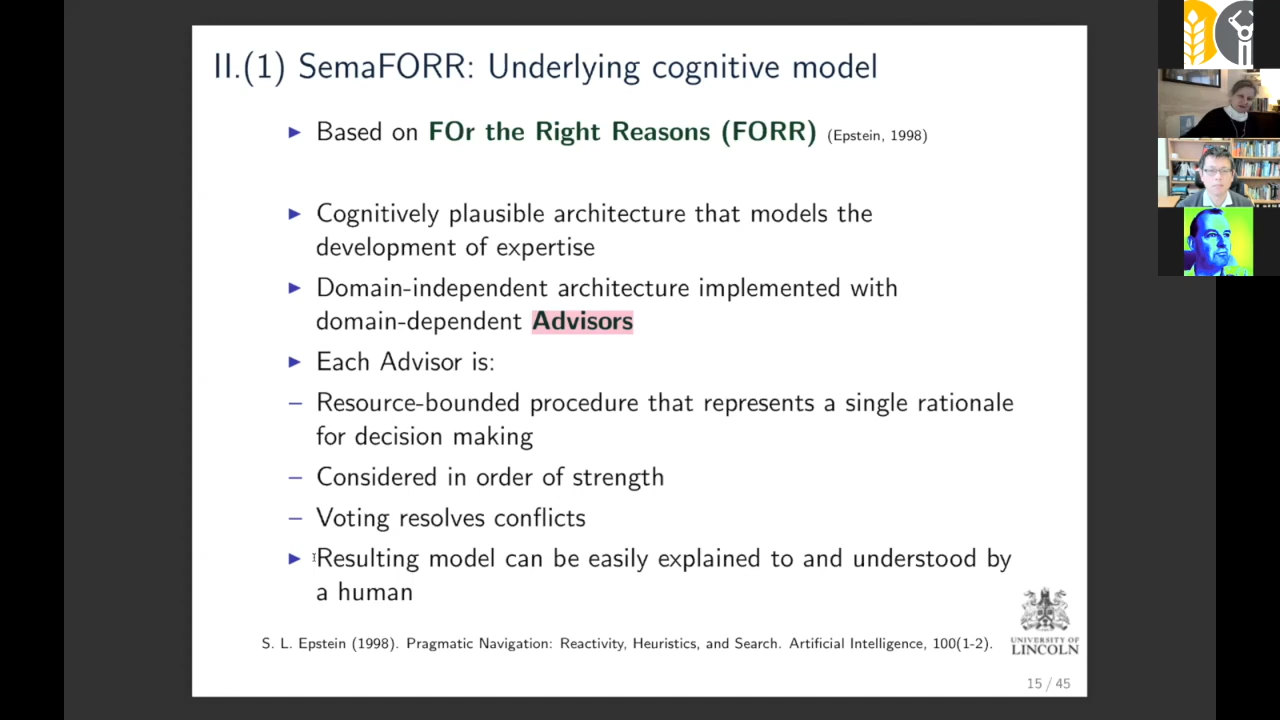 II.(1) SemaFORR: Underlying cognitive model
▶ Based on FOr the Right Reasons (FORR) (Epstein, 1998)
▶ Cognitively plausible architecture that models the
development of expertise
▶ Domain-independent architecture implemented with
domain-dependent Advisors
▶ Each Advisor is:
– Resource-bounded procedure that represents a single rationale
for decision making
– Considered in order of strength
– Voting resolves conflicts
▶ Resulting model can be easily explained to and understood by
a human
S. L. Epstein (1998). Pragmatic Navigation: Reactivity, Heuristics, and Search. Artificial Intelligence, 100(1-2).
UNIVERSITY OF
LINCOLN
15 / 45